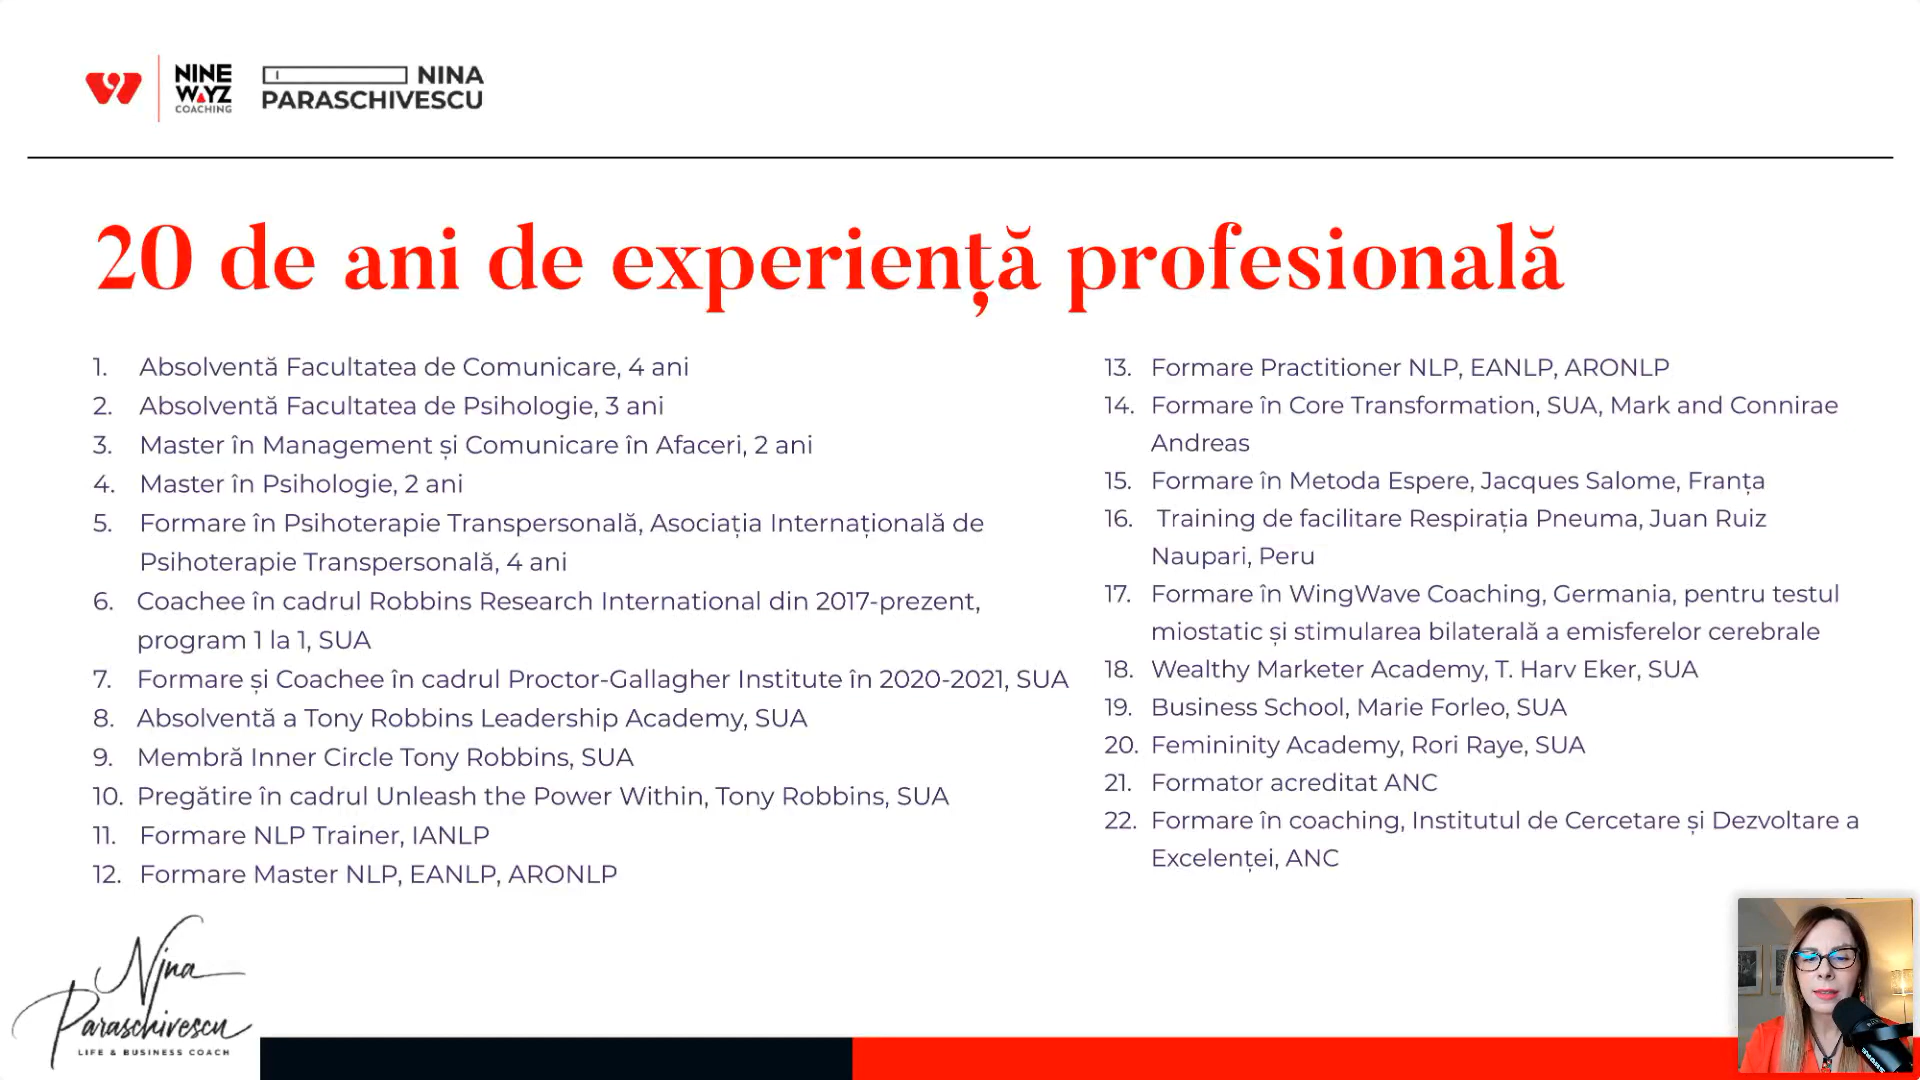 NINE
WAYZ
COACHING
NINA
PARASCHIVESCU
20 de ani de experiență profesională
1. Absolventă Facultatea de Comunicare, 4 ani
2. Absolventă Facultatea de Psihologie, 3 ani
3. Master în Management și Comunicare în Afaceri, 2 ani
4. Master în Psihologie, 2 ani
5. Formare în Psihoterapie Transpersonală, Asociația Internațională de
Psihoterapie Transpersonală, 4 ani
6. Coachee în cadrul Robbins Research International din 2017-prezent,
program 1 la 1, SUA
7. Formare și Coachee în cadrul Proctor-Gallagher Institute în 2020-2021, SUA
8. Absolventă a Tony Robbins Leadership Academy, SUA
9. Membră Inner Circle Tony Robbins, SUA
10. Pregătire în cadrul Unleash the Power Within, Tony Robbins, SUA
11. Formare NLP Trainer, IANLP
12. Formare Master NLP, EANLP, ARONLP
13. Formare Practitioner NLP, EANLP, ARONLP
14. Formare în Core Transformation, SUA, Mark and Connirae
Andreas
15. Formare în Metoda Espere, Jacques Salome, Franța
16. Training de facilitare Respirația Pneuma, Juan Ruiz
Naupari, Peru
17. Formare în WingWave Coaching, Germania, pentru testul
miostatic și stimularea bilaterală a emisferelor cerebrale
18. Wealthy Marketer Academy, T. Harv Eker, SUA
19. Business School, Marie Forleo, SUA
20. Femininity Academy, Rori Raye, SUA
21. Formator acreditat ANC
22. Formare în coaching, Institutul de Cercetare și Dezvoltare a
Excelenței, ANC
Nina
Paraschivescu
LIFE & BUSINESS COACH